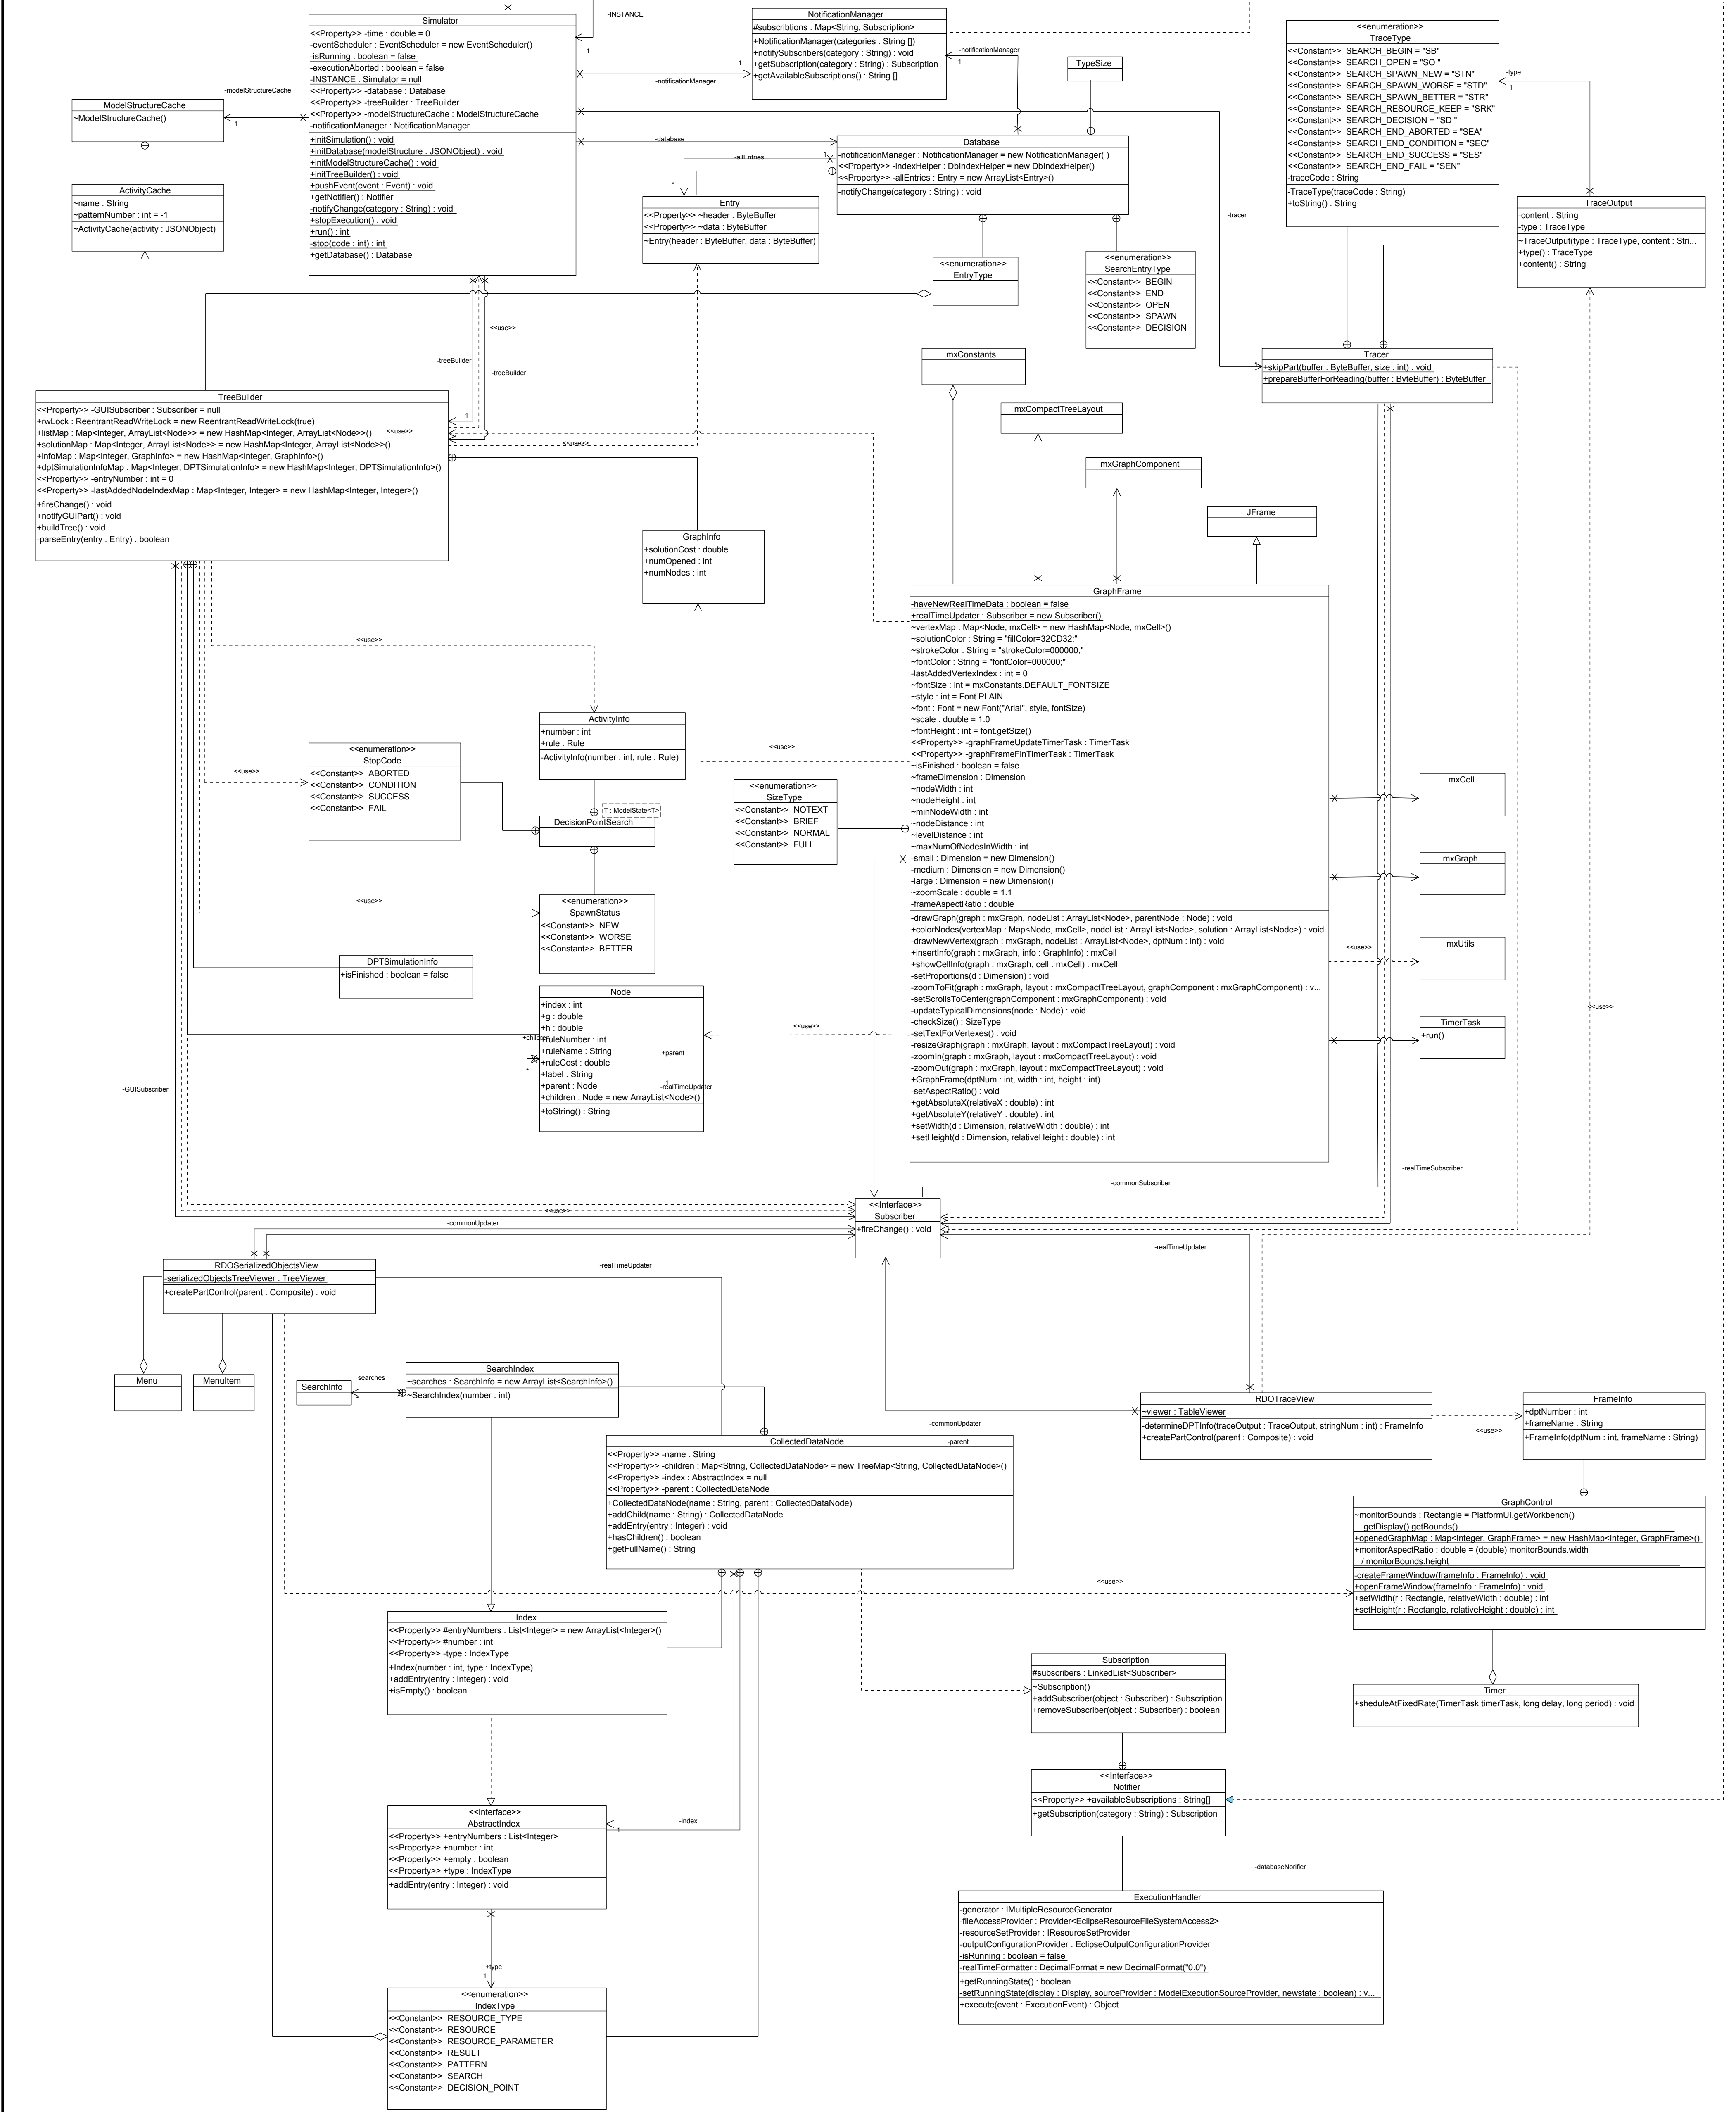 -INSTANCE
1
Simulator
<<Property>> -time : double = 0
-eventScheduler : EventScheduler = new EventScheduler()
-isRunning : boolean = false
-executionAborted : boolean = false
-INSTANCE : Simulator = null
<<Property>> -database : Database
<<Property>> -treeBuilder : TreeBuilder
<<Property>> -modelStructureCache : ModelStructureCache
-notificationManager : NotificationManager
+initSimulation() : void
+initDatabase(modelStructure : JSONObject) : void
+initModelStructureCache() : void
+initTreeBuilder() : void
+pushEvent(event : Event) : void
+getNotifier() : Notifier
-notifyChange(category : String) : void
+stopExecution() : void
+run() : int
-stop(code : int) : int
+getDatabase() : Database
NotificationManager
#subscribtions : Map<String, Subscription>
+NotificationManager(categories : String [])
+notifySubscribers(category : String) : void
+getSubscription(category : String) : Subscription
+getAvailableSubscriptions() : String []
-notificationManager
1
-notificationManager
1
TypeSize
<<enumeration>>
TraceType
<<Constant>> SEARCH_BEGIN = "SB"
<<Constant>> SEARCH_OPEN = "SO "
<<Constant>> SEARCH_SPAWN_NEW = "STN"
<<Constant>> SEARCH_SPAWN_WORSE = "STD"
<<Constant>> SEARCH_SPAWN_BETTER = "STR"
<<Constant>> SEARCH_RESOURCE_KEEP = "SRK"
<<Constant>> SEARCH_DECISION = "SD "
<<Constant>> SEARCH_END_ABORTED = "SEA"
<<Constant>> SEARCH_END_CONDITION = "SEC"
<<Constant>> SEARCH_END_SUCCESS = "SES"
<<Constant>> SEARCH_END_FAIL = "SEN"
-traceCode : String
-TraceType(traceCode : String)
+toString() : String
-type
1
-modelStructureCache
1
ModelStructureCache
~ModelStructureCache()
ActivityCache
~name : String
~patternNumber : int = -1
~ActivityCache(activity : JSONObject)
-database
Database
-notificationManager : NotificationManager = new NotificationManager( )
<<Property>> -indexHelper : DbIndexHelper = new DbIndexHelper()
<<Property>> -allEntries : Entry = new ArrayList<Entry>()
-notifyChange(category : String) : void
-allEntries
1
*
Entry
<<Property>> ~header : ByteBuffer
<<Property>> ~data : ByteBuffer
~Entry(header : ByteBuffer, data : ByteBuffer)
TraceOutput
-content : String
-type : TraceType
~TraceOutput(type : TraceType, content : Stri...
+type() : TraceType
+content() : String
-tracer
<<enumeration>>
EntryType
<<enumeration>>
SearchEntryType
<<Constant>> BEGIN
<<Constant>> END
<<Constant>> OPEN
<<Constant>> SPAWN
<<Constant>> DECISION
<<use>>
-treeBuilder
-treeBuilder
1
mxConstants
1
Tracer
+skipPart(buffer : ByteBuffer, size : int) : void
+prepareBufferForReading(buffer : ByteBuffer) : ByteBuffer
TreeBuilder
<<Property>> -GUISubscriber : Subscriber = null
+rwLock : ReentrantReadWriteLock = new ReentrantReadWriteLock(true)
+listMap : Map<Integer, ArrayList<Node>> = new HashMap<Integer, ArrayList<Node>>()
+solutionMap : Map<Integer, ArrayList<Node>> = new HashMap<Integer, ArrayList<Node>>()
+infoMap : Map<Integer, GraphInfo> = new HashMap<Integer, GraphInfo>()
+dptSimulationInfoMap : Map<Integer, DPTSimulationInfo> = new HashMap<Integer, DPTSimulationInfo>()
<<Property>> -entryNumber : int = 0
<<Property>> -lastAddedNodeIndexMap : Map<Integer, Integer> = new HashMap<Integer, Integer>()
+fireChange() : void
+notifyGUIPart() : void
+buildTree() : void
-parseEntry(entry : Entry) : boolean
<<use>>
<<use>>
mxCompactTreeLayout
mxGraphComponent
JFrame
GraphInfo
+solutionCost : double
+numOpened : int
+numNodes : int
GraphFrame
-haveNewRealTimeData : boolean = false
+realTimeUpdater : Subscriber = new Subscriber()
~vertexMap : Map<Node, mxCell> = new HashMap<Node, mxCell>()
~solutionColor : String = "fillColor=32CD32;"
~strokeColor : String = "strokeColor=000000;"
~fontColor : String = "fontColor=000000;"
-lastAddedVertexIndex : int = 0
~fontSize : int = mxConstants.DEFAULT_FONTSIZE
~style : int = Font.PLAIN
~font : Font = new Font("Arial", style, fontSize)
~scale : double = 1.0
~fontHeight : int = font.getSize()
<<Property>> -graphFrameUpdateTimerTask : TimerTask
<<Property>> -graphFrameFinTimerTask : TimerTask
~isFinished : boolean = false
~frameDimension : Dimension
~nodeWidth : int
~nodeHeight : int
~minNodeWidth : int
~nodeDistance : int
~levelDistance : int
~maxNumOfNodesInWidth : int
-small : Dimension = new Dimension()
-medium : Dimension = new Dimension()
-large : Dimension = new Dimension()
~zoomScale : double = 1.1
-frameAspectRatio : double
-drawGraph(graph : mxGraph, nodeList : ArrayList<Node>, parentNode : Node) : void
+colorNodes(vertexMap : Map<Node, mxCell>, nodeList : ArrayList<Node>, solution : ArrayList<Node>) : void
-drawNewVertex(graph : mxGraph, nodeList : ArrayList<Node>, dptNum : int) : void
+insertInfo(graph : mxGraph, info : GraphInfo) : mxCell
+showCellInfo(graph : mxGraph, cell : mxCell) : mxCell
-setProportions(d : Dimension) : void
-zoomToFit(graph : mxGraph, layout : mxCompactTreeLayout, graphComponent : mxGraphComponent) : v...
-setScrollsToCenter(graphComponent : mxGraphComponent) : void
-updateTypicalDimensions(node : Node) : void
-checkSize() : SizeType
-setTextForVertexes() : void
-resizeGraph(graph : mxGraph, layout : mxCompactTreeLayout) : void
-zoomIn(graph : mxGraph, layout : mxCompactTreeLayout) : void
-zoomOut(graph : mxGraph, layout : mxCompactTreeLayout) : void
+GraphFrame(dptNum : int, width : int, height : int)
-setAspectRatio() : void
+getAbsoluteX(relativeX : double) : int
+getAbsoluteY(relativeY : double) : int
+setWidth(d : Dimension, relativeWidth : double) : int
+setHeight(d : Dimension, relativeHeight : double) : int
<<use>>
ActivityInfo
+number : int
+rule : Rule
-ActivityInfo(number : int, rule : Rule)
<<use>>
<<enumeration>>
StopCode
<<Constant>> ABORTED
<<Constant>> CONDITION
<<Constant>> SUCCESS
<<Constant>> FAIL
<<use>>
T : ModelState<T>
DecisionPointSearch
<<enumeration>>
SizeType
<<Constant>> NOTEXT
<<Constant>> BRIEF
<<Constant>> NORMAL
<<Constant>> FULL
mxCell
mxGraph
<<use>>
mxUtils
TimerTask
+run()
<<use>>
<<use>>
<<enumeration>>
SpawnStatus
<<Constant>> NEW
<<Constant>> WORSE
<<Constant>> BETTER
DPTSimulationInfo
+isFinished : boolean = false
Node
+index : int
+g : double
+h : double
+ruleNumber : int
+ruleName : String
+ruleCost : double
+label : String
+parent : Node
+children : Node = new ArrayList<Node>()
+toString() : String
+children
*
+parent
1
-realTimeUpdater
<<use>>
-GUISubscriber
-realTimeSubscriber
-commonSubscriber
<<Interface>>
Subscriber
+fireChange() : void
<<use>>
-commonUpdater
-realTimeUpdater
RDOSerializedObjectsView
-serializedObjectsTreeViewer : TreeViewer
+createPartControl(parent : Composite) : void
-realTimeUpdater
Menu
MenuItem
SearchInfo
searches
*
SearchIndex
~searches : SearchInfo = new ArrayList<SearchInfo>()
~SearchIndex(number : int)
-commonUpdater
RDOTraceView
~viewer : TableViewer
-determineDPTInfo(traceOutput : TraceOutput, stringNum : int) : FrameInfo
+createPartControl(parent : Composite) : void
<<use>>
FrameInfo
+dptNumber : int
+frameName : String
+FrameInfo(dptNum : int, frameName : String)
CollectedDataNode
-parent
<<Property>> -name : String
<<Property>> -children : Map<String, CollectedDataNode> = new TreeMap<String, CollectedDataNode>()
<<Property>> -index : AbstractIndex = null
<<Property>> -parent : CollectedDataNode
+CollectedDataNode(name : String, parent : CollectedDataNode)
+addChild(name : String) : CollectedDataNode
+addEntry(entry : Integer) : void
+hasChildren() : boolean
+getFullName() : String
GraphControl
~monitorBounds : Rectangle = PlatformUI.getWorkbench()
.getDisplay().getBounds()
+openedGraphMap : Map<Integer, GraphFrame> = new HashMap<Integer, GraphFrame>()
+monitorAspectRatio : double = (double) monitorBounds.width
/ monitorBounds.height
-createFrameWindow(frameInfo : FrameInfo) : void
+openFrameWindow(frameInfo : FrameInfo) : void
+setWidth(r : Rectangle, relativeWidth : double) : int
+setHeight(r : Rectangle, relativeHeight : double) : int
<<use>>
Index
<<Property>> #entryNumbers : List<Integer> = new ArrayList<Integer>()
<<Property>> #number : int
<<Property>> -type : IndexType
+Index(number : int, type : IndexType)
+addEntry(entry : Integer) : void
+isEmpty() : boolean
Subscription
#subscribers : LinkedList<Subscriber>
~Subscription()
+addSubscriber(object : Subscriber) : Subscription
+removeSubscriber(object : Subscriber) : boolean
Timer
+sheduleAtFixedRate(TimerTask timerTask, long delay, long period) : void
<<Interface>>
Notifier
<<Property>> +availableSubscriptions : String[]
+getSubscription(category : String) : Subscription
<<Interface>>
AbstractIndex
<<Property>> +entryNumbers : List<Integer>
<<Property>> +number : int
<<Property>> +empty : boolean
<<Property>> +type : IndexType
+addEntry(entry : Integer) : void
-index
1
-databaseNorifier
ExecutionHandler
-generator : IMultipleResourceGenerator
-fileAccessProvider : Provider<EclipseResourceFileSystemAccess2>
-resourceSetProvider : IResourceSetProvider
-outputConfigurationProvider : EclipseOutputConfigurationProvider
-isRunning : boolean = false
-realTimeFormatter : DecimalFormat = new DecimalFormat("0.0")
+getRunningState() : boolean
-setRunningState(display : Display, sourceProvider : ModelExecutionSourceProvider, newstate : boolean) : v...
+execute(event : ExecutionEvent) : Object
+type
1
<<enumeration>>
IndexType
<<Constant>> RESOURCE_TYPE
<<Constant>> RESOURCE
<<Constant>> RESOURCE_PARAMETER
<<Constant>> RESULT
<<Constant>> PATTERN
<<Constant>> SEARCH
<<Constant>> DECISION_POINT